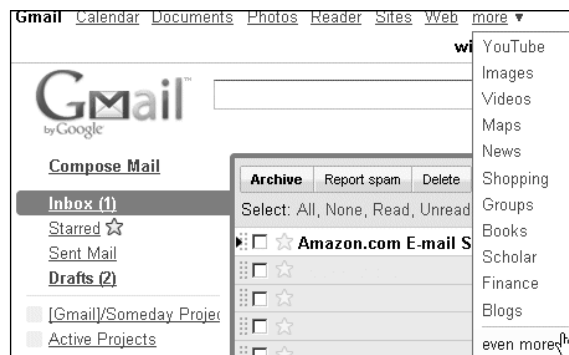 Gmail Calendar Documents Photos Reader Sites Web more ▼
wi
YouTube
Images
Videos
Maps
News
Shopping
Groups
Books
Scholar
Finance
Blogs
even more
Gmail™
by Google
Compose Mail
Inbox (1)
Starred
Sent Mail
Drafts (2)
[Gmail]/Someday Projec
Active Projects
Archive Report spam Delete
Select: All, None, Read, Unread
Amazon.com E-mail S